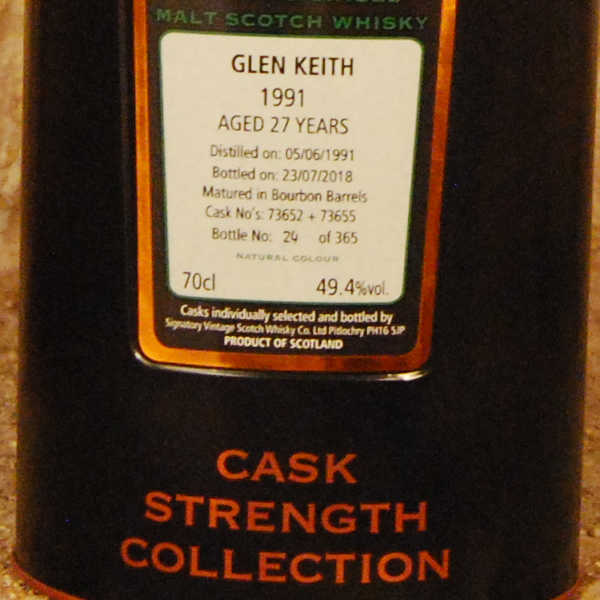 MALT SCOTCH WHISKY
GLEN KEITH
1991
AGED 27 YEARS
Distilled on: 05/06/1991
Bottled on: 23/07/2018
Matured in Bourbon Barrels
Cask No's: 73652 + 73655
Bottle No: 24 of 365
NATURAL COLOUR
70cl 49.4%vol.
Casks individually selected and bottled by
Signatory Vintage Scotch Whisky Co. Ltd Pitlochry PH16 5JP
PRODUCT OF SCOTLAND
CASK
STRENGTH
COLLECTION